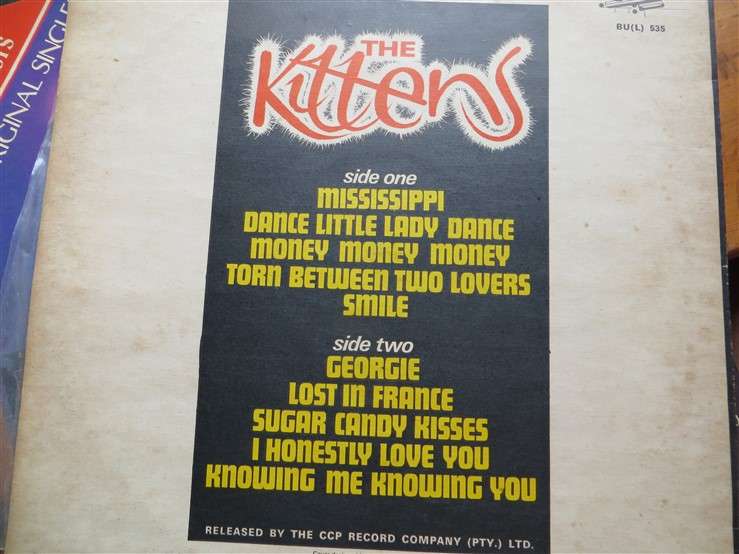 BU(L) 535
THE
Kittens
side one
MISSISSIPPI
DANCE LITTLE LADY DANCE
MONEY MONEY MONEY
TORN BETWEEN TWO LOVERS
SMILE
side two
GEORGIE
LOST IN FRANCE
SUGAR CANDY KISSES
I HONESTLY LOVE YOU
KNOWING ME KNOWING YOU
RELEASED BY THE CCP RECORD COMPANY (PTY.) LTD.